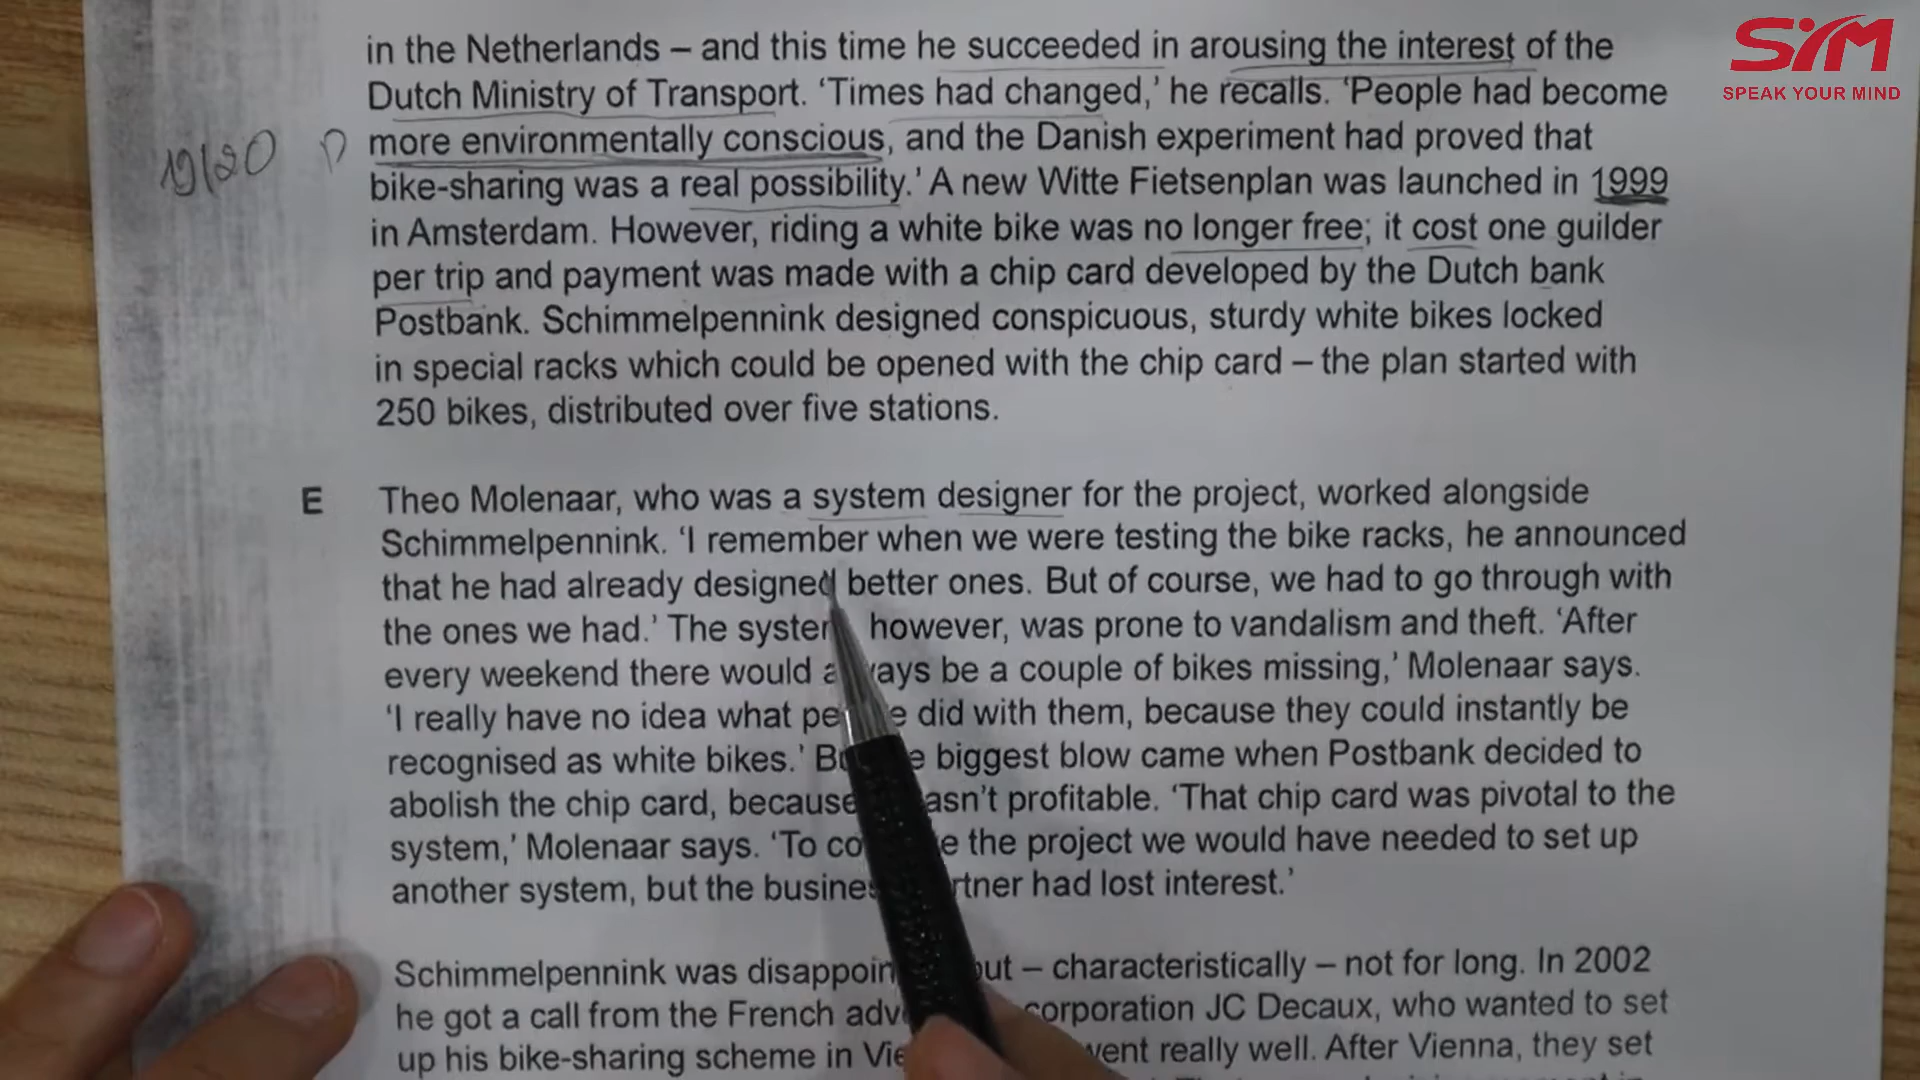 SYM
SPEAK YOUR MIND
in the Netherlands – and this time he succeeded in arousing the interest of the
Dutch Ministry of Transport. ‘Times had changed,’ he recalls. ‘People had become
19/20 D more environmentally conscious, and the Danish experiment had proved that
bike-sharing was a real possibility.’ A new Witte Fietsenplan was launched in 1999
in Amsterdam. However, riding a white bike was no longer free; it cost one guilder
per trip and payment was made with a chip card developed by the Dutch bank
Postbank. Schimmelpennink designed conspicuous, sturdy white bikes locked
in special racks which could be opened with the chip card – the plan started with
250 bikes, distributed over five stations.
E Theo Molenaar, who was a system designer for the project, worked alongside
Schimmelpennink. ‘I remember when we were testing the bike racks, he announced
that he had already designed better ones. But of course, we had to go through with
the ones we had.’ The system however, was prone to vandalism and theft. ‘After
every weekend there would always be a couple of bikes missing,’ Molenaar says.
‘I really have no idea what did with them, because they could instantly be
recognised as white bikes.’ biggest blow came when Postbank decided to
abolish the chip card, because wasn’t profitable. ‘That chip card was pivotal to the
system,’ Molenaar says. ‘To the project we would have needed to set up
another system, but the business partner had lost interest.’
Schimmelpennink was disappointed but – characteristically – not for long. In 2002
he got a call from the French corporation JC Decaux, who wanted to set
up his bike-sharing scheme in went really well. After Vienna, they set